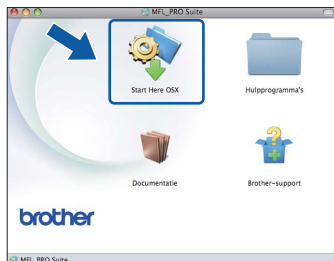 MFL_PRO Suite
Start Here OSX
Hulpprogramma's
Documentatie
Brother-support
brother
MFL_PRO Suite